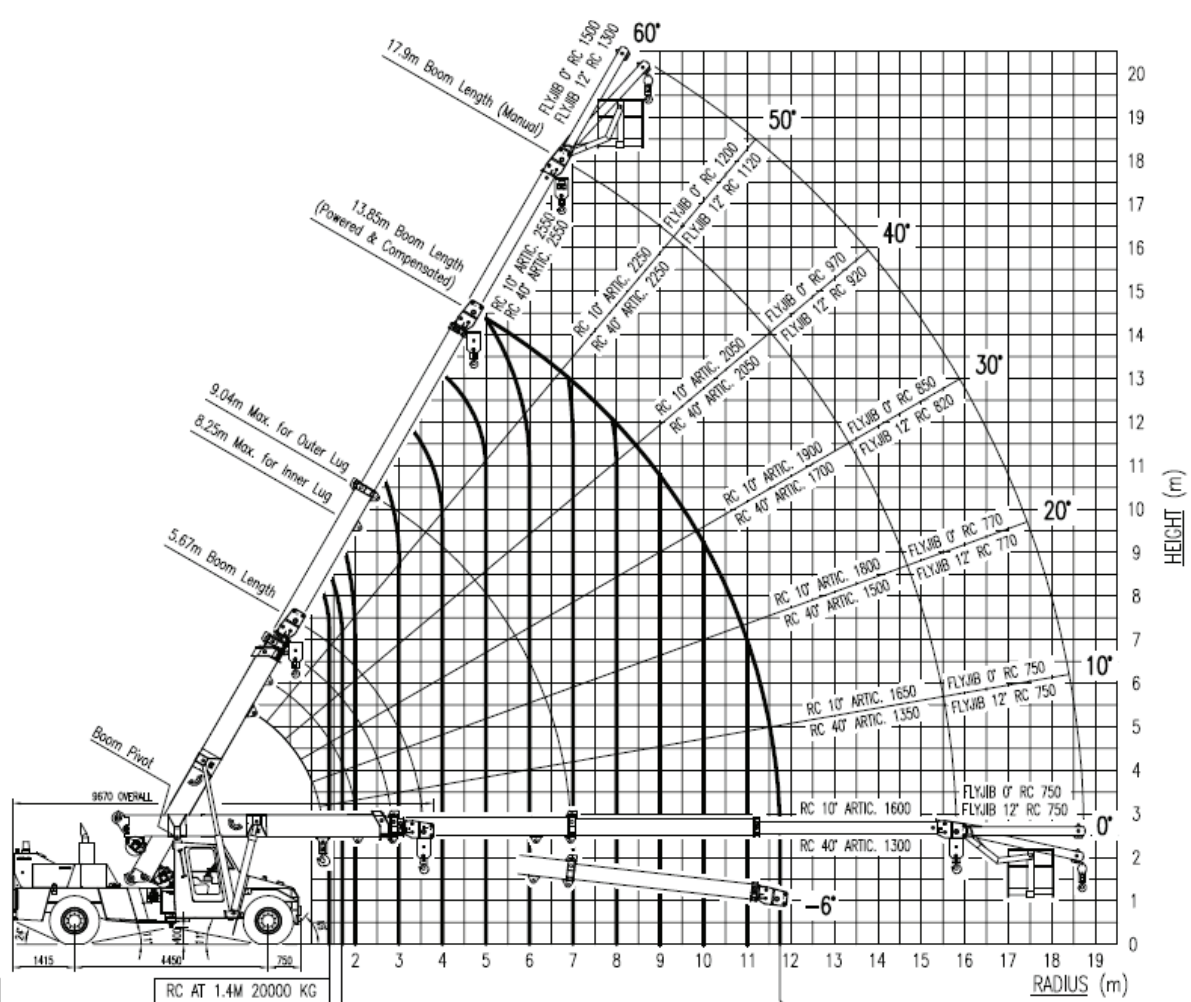 60°
FLYJIB 0° RC 1500
FLYJIB 12° RC 1300
17.9m Boom Length (Manual)
50°
FLYJIB 0° RC 1200
FLYJIB 12° RC 1120
13.85m Boom Length
(Powered & Compensated)
RC 10° ARTIC. 2550
RC 40° ARTIC. 2550
RC 10° ARTIC. 2250
RC 40° ARTIC. 2250
40°
FLYJIB 0° RC 970
FLYJIB 12° RC 920
RC 10° ARTIC. 2050
RC 40° ARTIC. 2050
30°
FLYJIB 0° RC 850
FLYJIB 12° RC 820
RC 10° ARTIC. 1900
RC 40° ARTIC. 1700
9.04m Max. for Outer Lug
8.25m Max. for Inner Lug
20°
FLYJIB 0° RC 770
FLYJIB 12° RC 770
RC 10° ARTIC. 1800
RC 40° ARTIC. 1500
5.67m Boom Length
10°
FLYJIB 0° RC 750
FLYJIB 12° RC 750
RC 10° ARTIC. 1650
RC 40° ARTIC. 1350
Boom Pivot
9670 OVERALL
FLYJIB 0° RC 750
FLYJIB 12° RC 750
RC 10° ARTIC. 1600
RC 40° ARTIC. 1300
0°
-6°
20
19
18
17
16
15
14
13
12
11
10
9
8
7
6
5
4
3
2
1
0
HEIGHT (m)
24°
11°
400
11°
1415
4450
750
2 3 4 5 6 7 8 9 10 11 12 13 14 15 16 17 18 19
RADIUS (m)
RC AT 1.4M 20000 KG